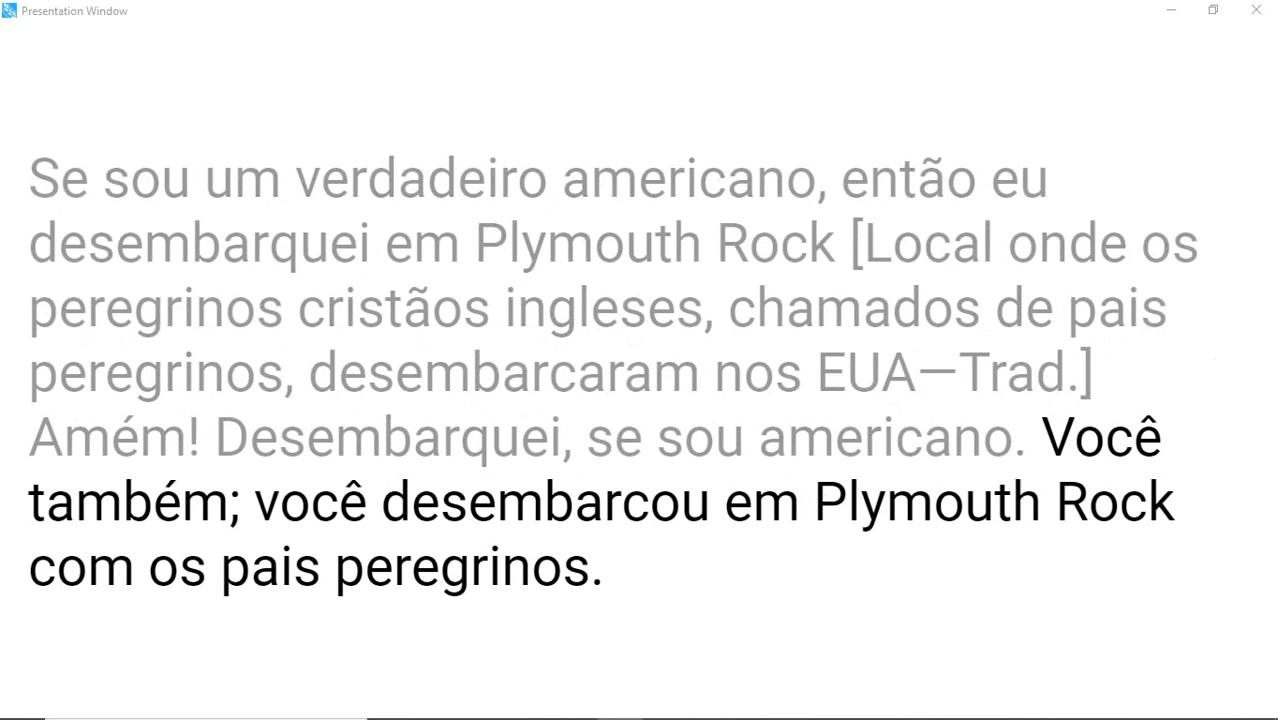 Presentation Window
Se sou um verdadeiro americano, então eu
desembarquei em Plymouth Rock [Local onde os
peregrinos cristãos ingleses, chamados de pais
peregrinos, desembarcaram nos EUA—Trad.]
Amém! Desembarquei, se sou americano. Você
também; você desembarcou em Plymouth Rock
com os pais peregrinos.